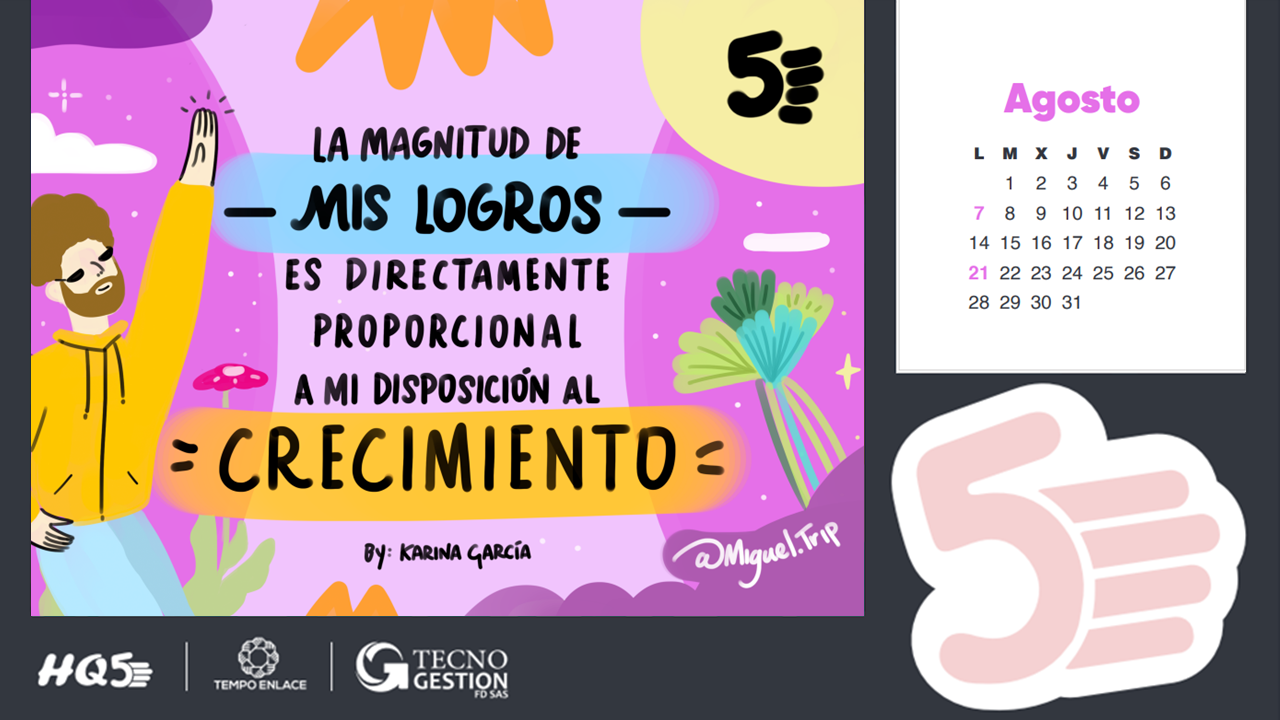 5
LA MAGNITUD DE
— MIS LOGROS —
ES DIRECTAMENTE
PROPORCIONAL
A MI DISPOSICIÓN AL
= CRECIMIENTO =
BY: KARINA GARCÍA
@Miguel.Trip
Agosto
L M X J V S D
1 2 3 4 5 6
7 8 9 10 11 12 13
14 15 16 17 18 19 20
21 22 23 24 25 26 27
28 29 30 31
5
HQ5
TEMPO ENLACE
TECNO
GESTION
FD SAS